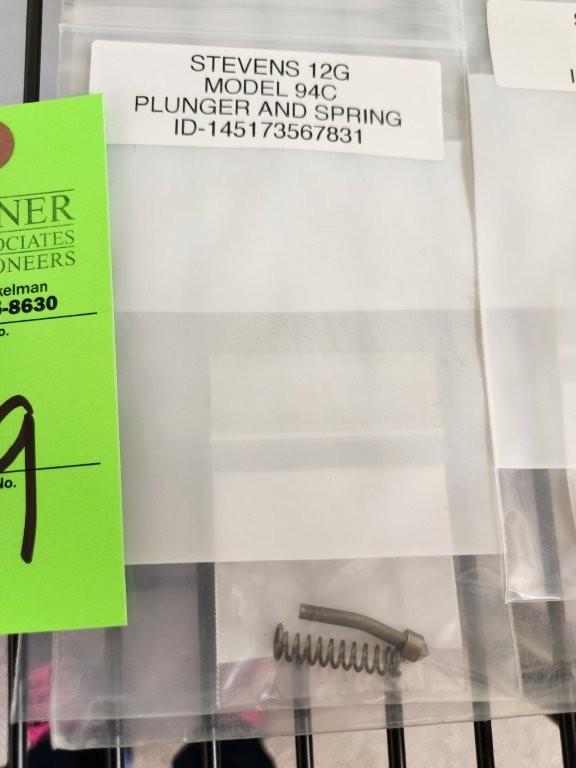 STEVENS 12G
MODEL 94C
PLUNGER AND SPRING
ID-145173567831
NER
OCIATES
ONEERS
kelman
-8630
o.
9
No.